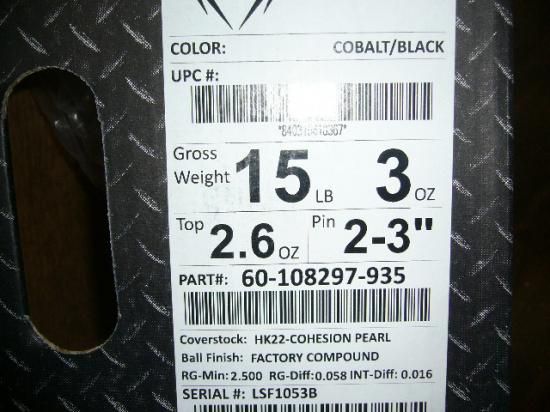 COLOR: COBALT/BLACK
UPC #:
Gross Weight 15 LB 3 OZ
Top 2.6 OZ Pin 2-3"
PART#: 60-108297-935
Coverstock: HK22-COHESION PEARL
Ball Finish: FACTORY COMPOUND
RG-Min: 2.500 RG-Diff: 0.058 INT-Diff: 0.016
SERIAL #: LSF1053B